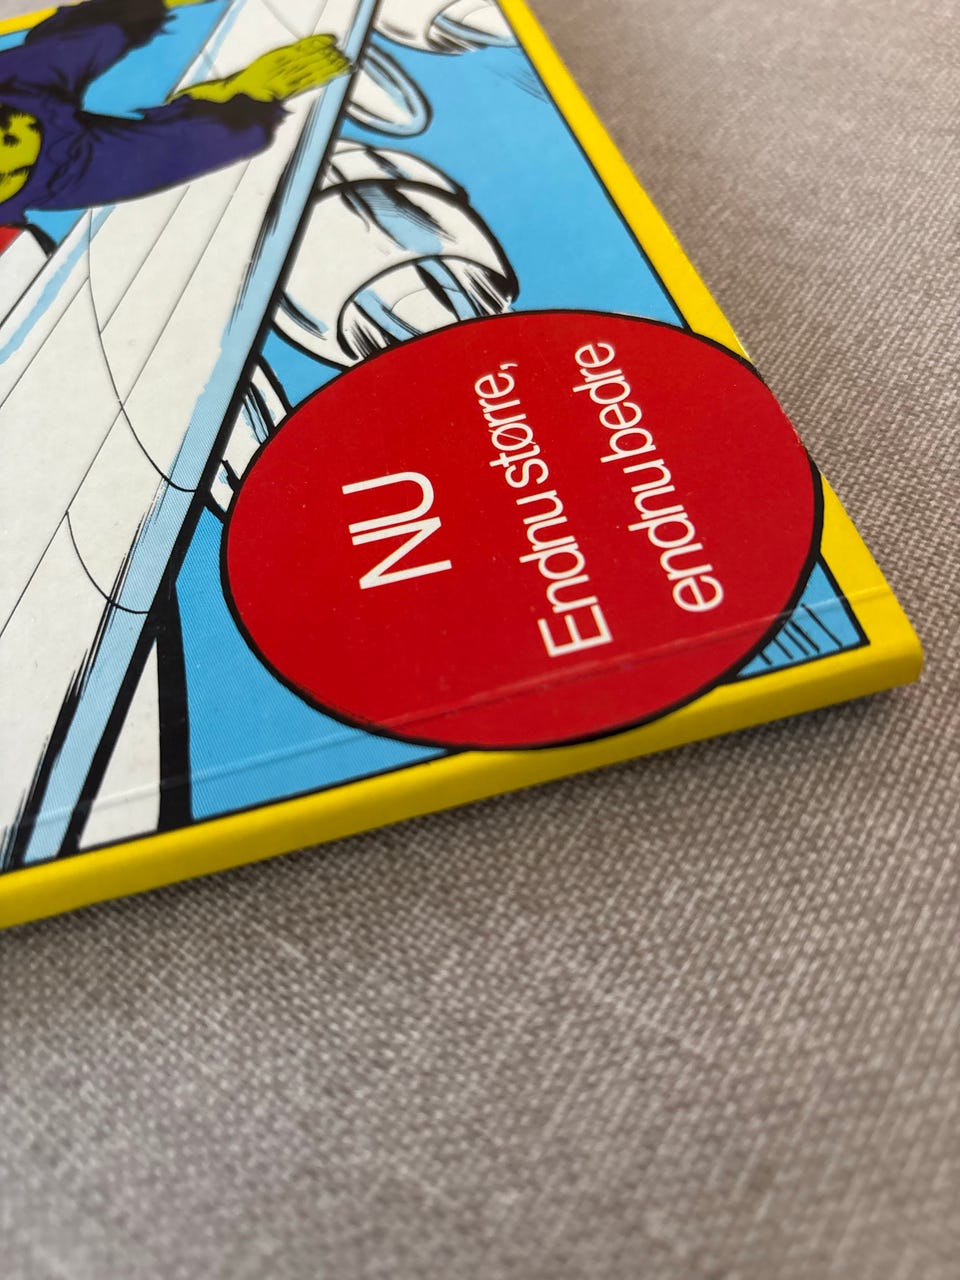 NU
Endnu større,
endnu bedre